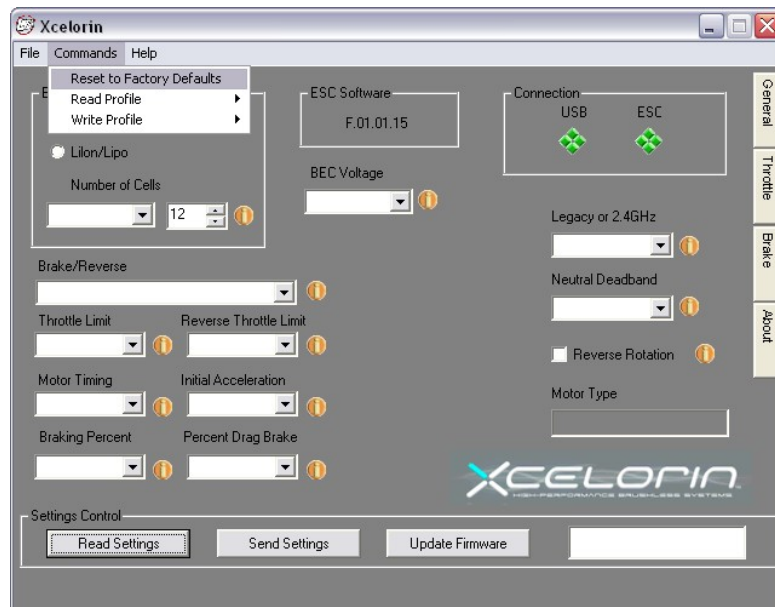 Xcelorin
File Commands Help
Reset to Factory Defaults
Read Profile
Write Profile
ESC Software
F.01.01.15
Connection
USB ESC
LiIon/Lipo
Number of Cells
12
BEC Voltage
Legacy or 2.4GHz
Brake/Reverse
Neutral Deadband
Throttle Limit Reverse Throttle Limit
Reverse Rotation
Motor Timing Initial Acceleration
Motor Type
Braking Percent Percent Drag Brake
XCELORIN
HIGH-PERFORMANCE BRUSHLESS SYSTEMS
Settings Control
Read Settings Send Settings Update Firmware
General
Throttle
Brake
About